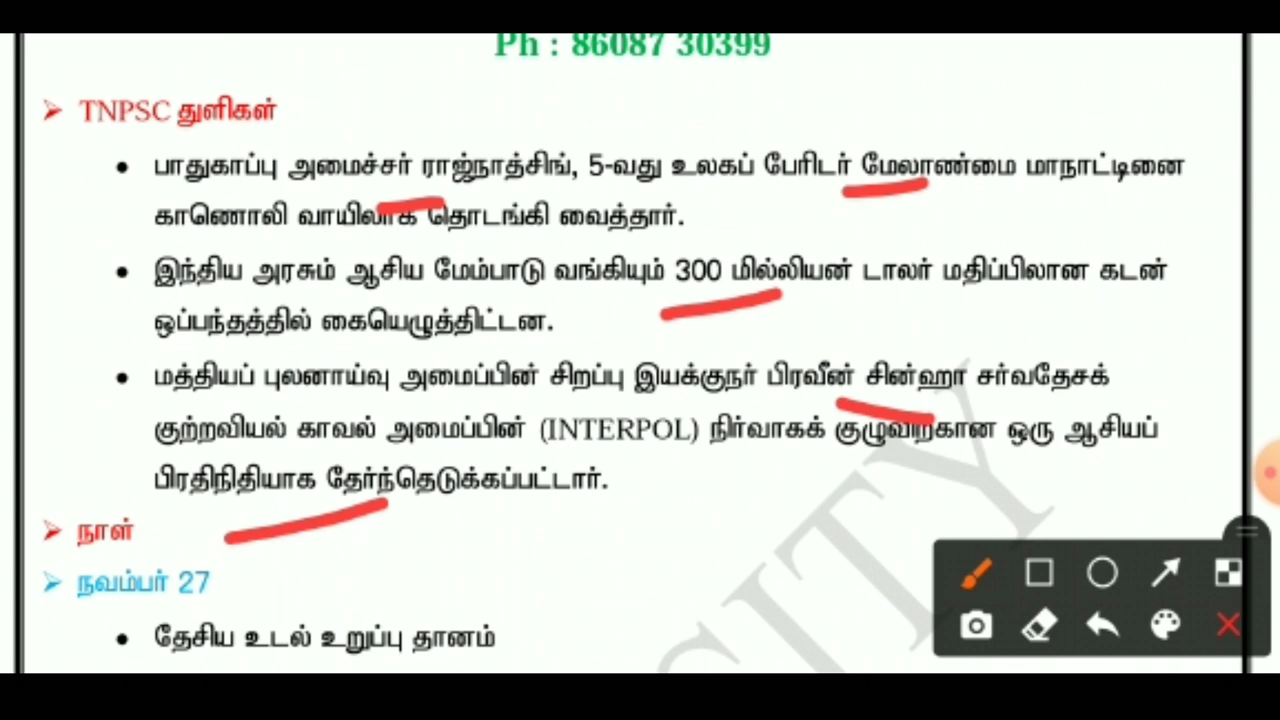 Ph : 86087 30399
TNPSC துளிகள்
பாதுகாப்பு அமைச்சர் ராஜ்நாத்சிங், 5-வது உலகப் பேரிடர் மேலாண்மை மாநாட்டினை
காணொலி வாயிலாக தொடங்கி வைத்தார்.
இந்திய அரசும் ஆசிய மேம்பாடு வங்கியும் 300 மில்லியன் டாலர் மதிப்பிலான கடன்
ஒப்பந்தத்தில் கையெழுத்திட்டன.
மத்தியப் புலனாய்வு அமைப்பின் சிறப்பு இயக்குநர் பிரவீன் சின்ஹா சர்வதேசக்
குற்றவியல் காவல் அமைப்பின் (INTERPOL) நிர்வாகக் குழுவிற்கான ஒரு ஆசியப்
பிரதிநிதியாக தேர்ந்தெடுக்கப்பட்டார்.
நாள்
நவம்பர் 27
தேசிய உடல் உறுப்பு தானம்
SITY